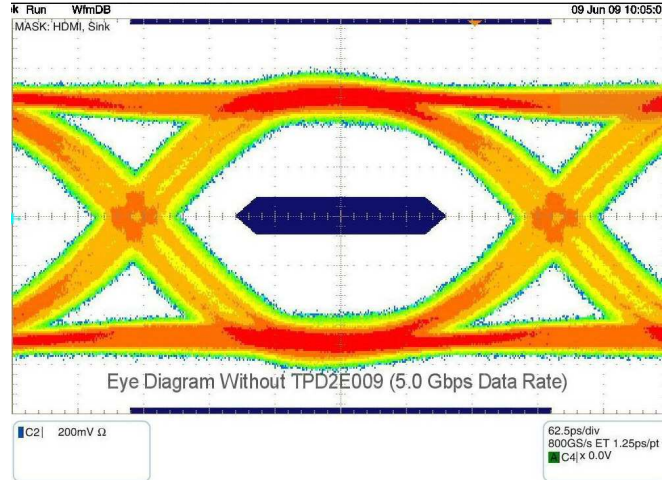 Run WfmDB 09 Jun 09 10:05:0
MASK: HDMI, Sink
Eye Diagram Without TPD2E009 (5.0 Gbps Data Rate)
C2 200mV Ω
62.5ps/div
800GS/s ET 1.25ps/pt
A C4 x 0.0V